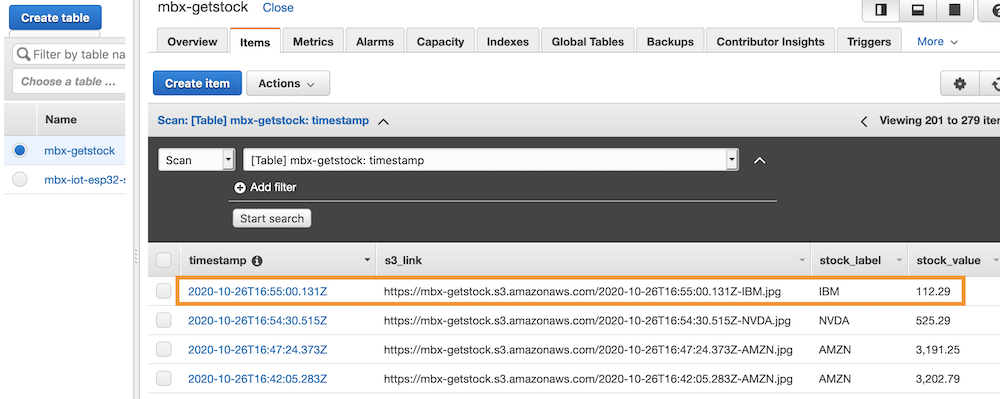 Create table
Filter by table na
Choose a table ...
Name
mbx-getstock
mbx-iot-esp32-s
mbx-getstock Close
Overview Items Metrics Alarms Capacity Indexes Global Tables Backups Contributor Insights Triggers More
Create item Actions
Scan: [Table] mbx-getstock: timestamp Viewing 201 to 279 iter
Scan [Table] mbx-getstock: timestamp
Add filter
Start search
timestamp s3_link stock_label stock_value
2020-10-26T16:55:00.131Z https://mbx-getstock.s3.amazonaws.com/2020-10-26T16:55:00.131Z-IBM.jpg IBM 112.29
2020-10-26T16:54:30.515Z https://mbx-getstock.s3.amazonaws.com/2020-10-26T16:54:30.515Z-NVDA.jpg NVDA 525.29
2020-10-26T16:47:24.373Z https://mbx-getstock.s3.amazonaws.com/2020-10-26T16:47:24.373Z-AMZN.jpg AMZN 3,191.25
2020-10-26T16:42:05.283Z https://mbx-getstock.s3.amazonaws.com/2020-10-26T16:42:05.283Z-AMZN.jpg AMZN 3,202.79